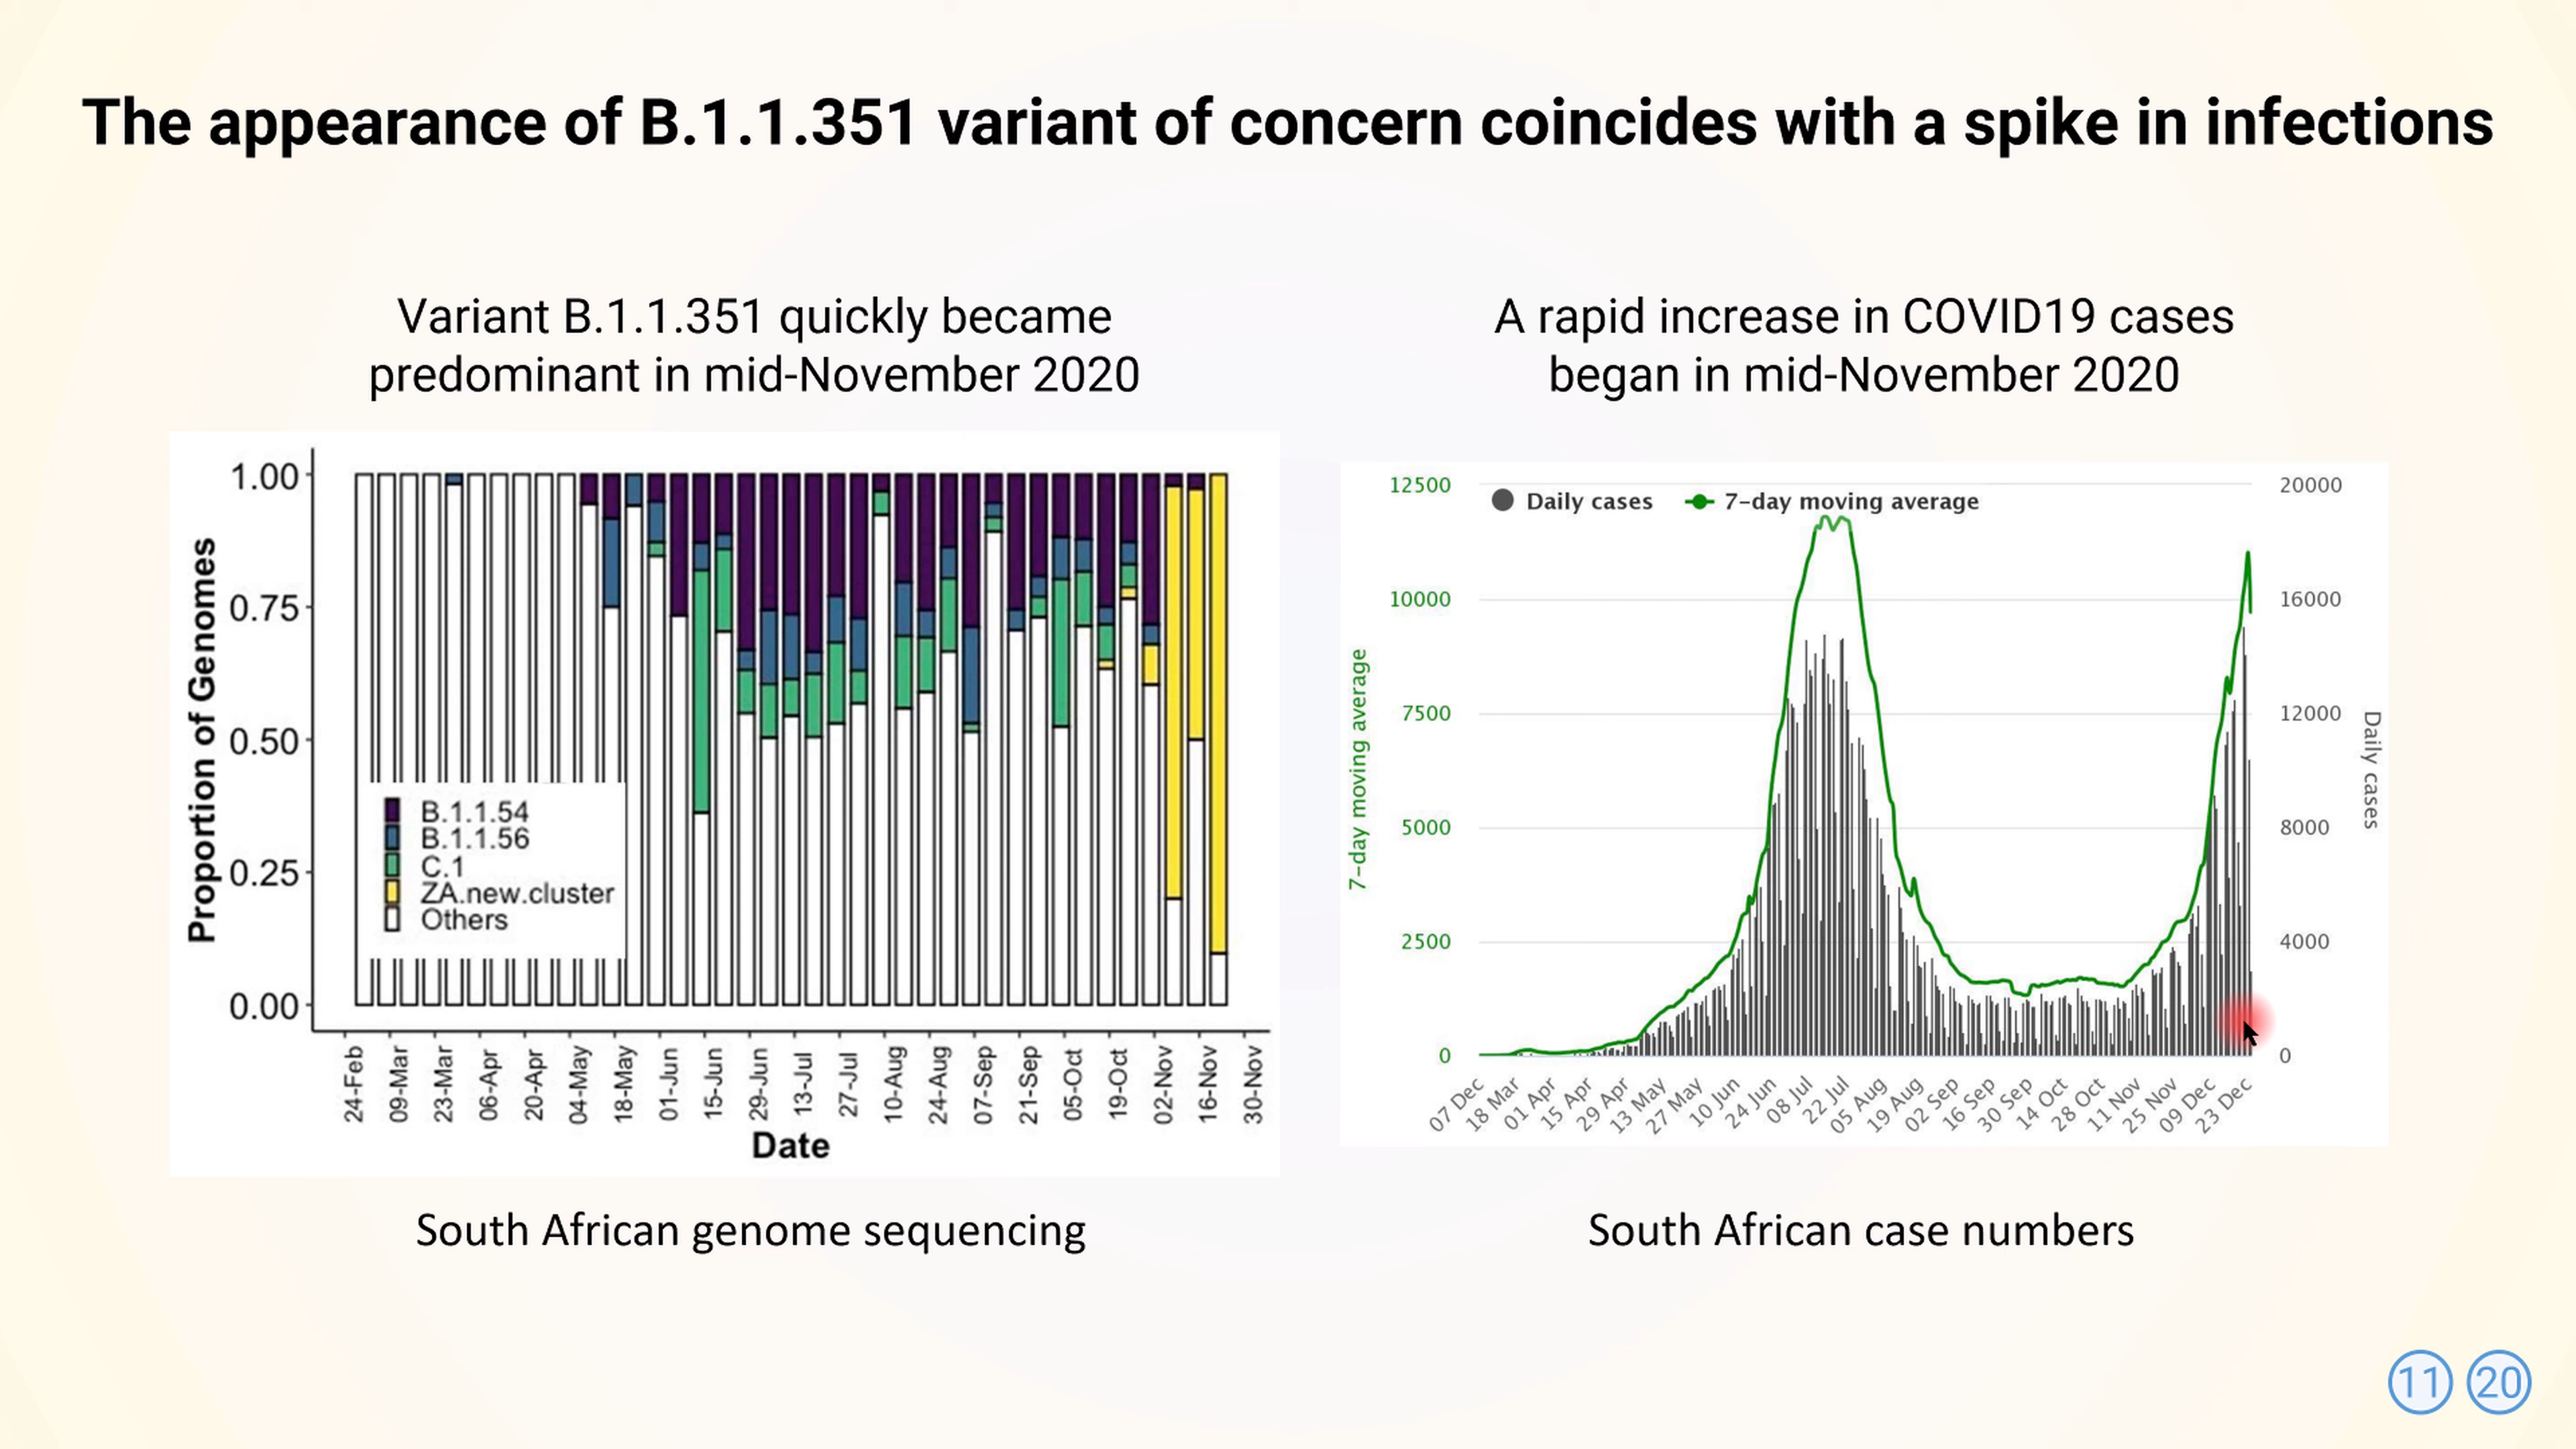 The appearance of B.1.1.351 variant of concern coincides with a spike in infections
Variant B.1.1.351 quickly became
predominant in mid-November 2020
Proportion of Genomes
1.00
0.75
0.50
0.25
0.00
B.1.1.54
B.1.1.56
C.1
ZA.new.cluster
Others
24-Feb
09-Mar
23-Mar
06-Apr
20-Apr
04-May
18-May
01-Jun
15-Jun
29-Jun
13-Jul
27-Jul
10-Aug
24-Aug
07-Sep
21-Sep
05-Oct
19-Oct
02-Nov
16-Nov
30-Nov
Date
South African genome sequencing
A rapid increase in COVID19 cases
began in mid-November 2020
Daily cases
7-day moving average
7-day moving average
12500
10000
7500
5000
2500
0
20000
16000
12000
8000
4000
0
Daily cases
07 Dec
18 Mar
01 Apr
15 Apr
29 Apr
13 May
27 May
10 Jun
24 Jun
08 Jul
22 Jul
05 Aug
19 Aug
02 Sep
16 Sep
30 Sep
14 Oct
28 Oct
11 Nov
25 Nov
09 Dec
23 Dec
South African case numbers
11 20